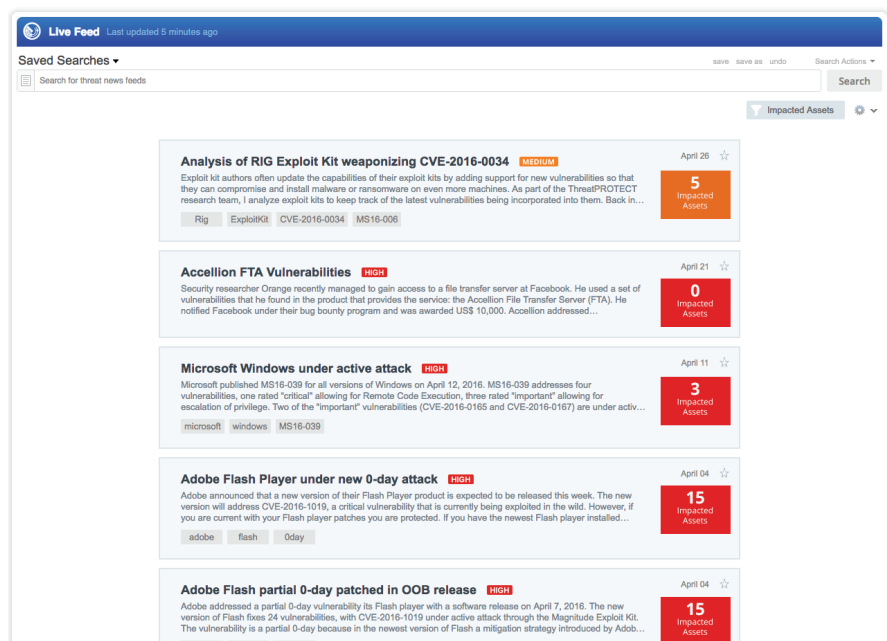 Live Feed Last updated 5 minutes ago
Saved Searches
save save as undo Search Actions
Search for threat news feeds
Search
Impacted Assets
Analysis of RIG Exploit Kit weaponizing CVE-2016-0034 MEDIUM
April 26
Exploit kit authors often update the capabilities of their exploit kits by adding support for new vulnerabilities so that
they can compromise and install malware or ransomware on even more machines. As part of the ThreatPROTECT
research team, I analyze exploit kits to keep track of the latest vulnerabilities being incorporated into them. Back in...
Rig ExploitKit CVE-2016-0034 MS16-006
5
Impacted
Assets
Accellion FTA Vulnerabilities HIGH
April 21
Security researcher Orange recently managed to gain access to a file transfer server at Facebook. He used a set of
vulnerabilities that he found in the product that provides the service: the Accellion File Transfer Server (FTA). He
notified Facebook under their bug bounty program and was awarded US$ 10,000. Accellion addressed...
0
Impacted
Assets
Microsoft Windows under active attack HIGH
April 11
Microsoft published MS16-039 for all versions of Windows on April 12, 2016. MS16-039 addresses four
vulnerabilities, one rated "critical" allowing for Remote Code Execution, three rated "important" allowing for
escalation of privilege. Two of the "important" vulnerabilities (CVE-2016-0165 and CVE-2016-0167) are under activ...
microsoft windows MS16-039
3
Impacted
Assets
Adobe Flash Player under new 0-day attack HIGH
April 04
Adobe announced that a new version of their Flash Player product is expected to be released this week. The new
version will address CVE-2016-1019, a critical vulnerability that is currently being exploited in the wild. However, if
you are current with your Flash player patches you are protected. If you have the newest Flash player installed...
adobe flash 0day
15
Impacted
Assets
Adobe Flash partial 0-day patched in OOB release HIGH
April 04
Adobe addressed a partial 0-day vulnerability its Flash player with a software release on April 7, 2016. The new
version of Flash fixes 24 vulnerabilities, with CVE-2016-1019 under active attack through the Magnitude Exploit Kit.
The vulnerability is a partial 0-day because in the newest version of Flash a mitigation strategy introduced by Adob...
15
Impacted
Assets